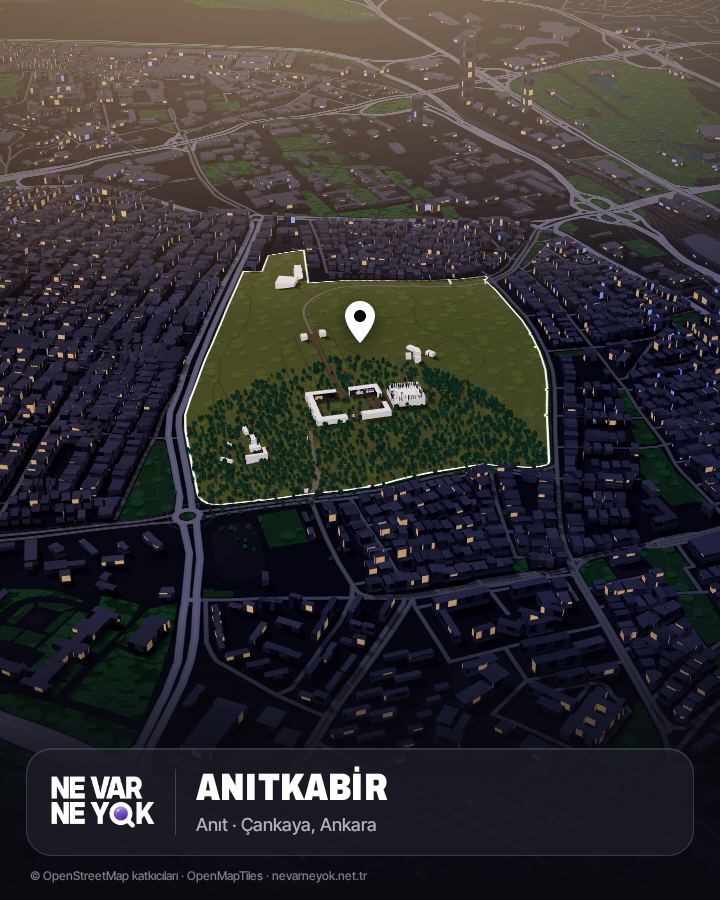 NE VAR
NE YOK
ANITKABİR
Anıt · Çankaya, Ankara
© OpenStreetMap katkıcıları · OpenMapTiles · nevarneyok.net.tr